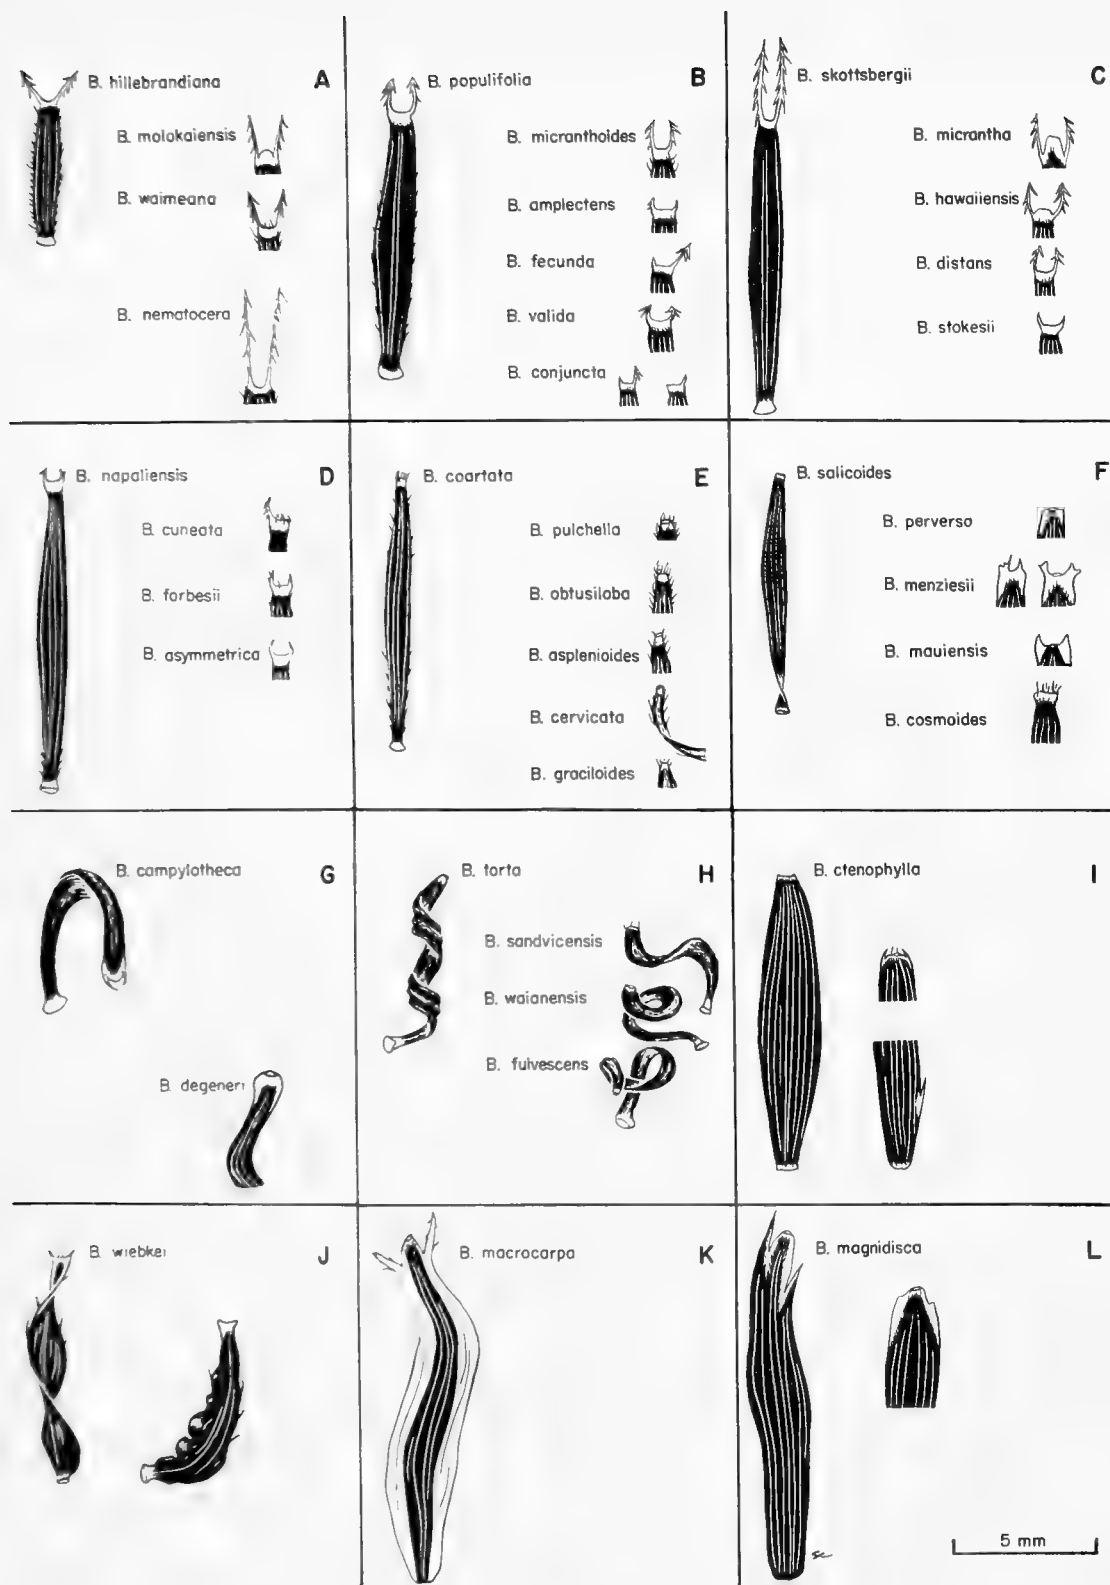 B. hillebrandiana A
B. molokaiensis
B. waimeana
B. nematocera
B. populifolia B
B. micranthoides
B. amplectens
B. fecunda
B. valida
B. conjuncta
B. skottsbergii C
B. micrantha
B. hawaiiensis
B. distans
B. stokesii
B. napaliensis D
B. cuneata
B. forbesii
B. asymmetrica
B. coartata E
B. pulchella
B. obtusiloba
B. asplenioides
B. cervicata
B. graciloides
B. salicoides F
B. perversa
B. menziesii
B. mauiensis
B. cosmoides
B. campylotheca G
B. degeneri
B. torta H
B. sandvicensis
B. waianensis
B. fulvescens
B. ctenophylla I
B. wiebkei J
B. macrocarpa K
B. magnidisca L
5 mm